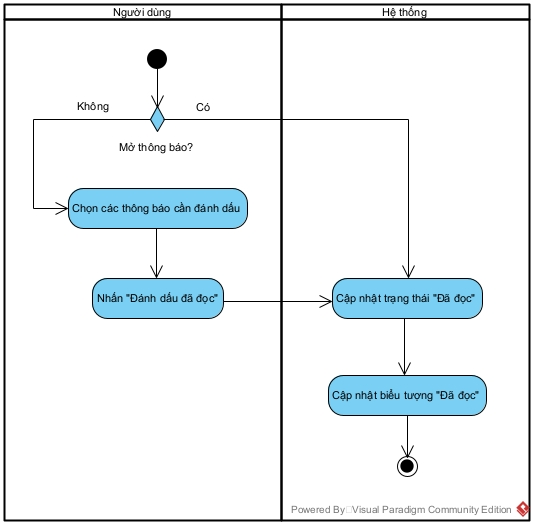 Người dùng
Hệ thống
Không
Có
Mở thông báo?
Chọn các thông báo cần đánh dấu
Nhấn "Đánh dấu đã đọc"
Cập nhật trạng thái "Đã đọc"
Cập nhật biểu tượng "Đã đọc"
Powered By Visual Paradigm Community Edition